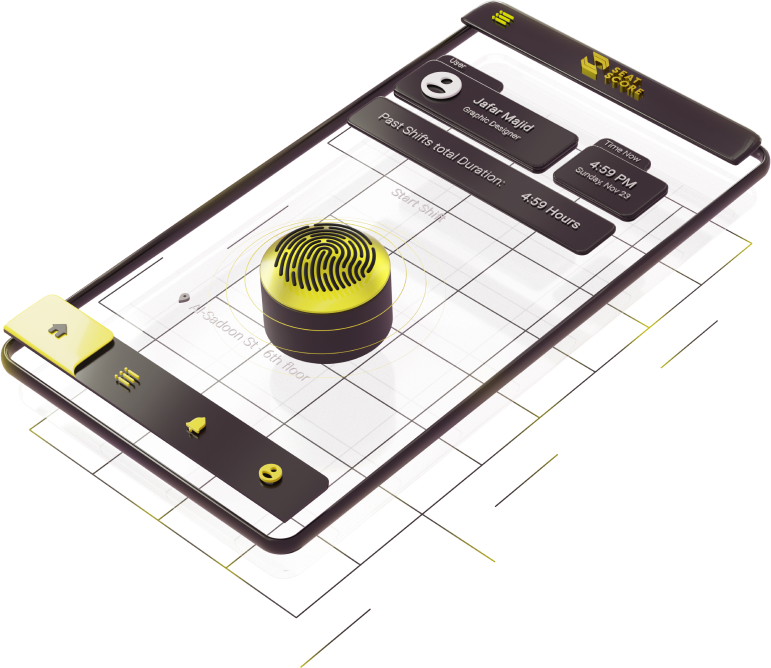 SEAT
SCORE
User
Jafar Majid
Graphic Designer
Time Now
4:59 PM
Sunday, Nov 23
Past Shifts total Duration:
4:59 Hours
Start Shift
Al-Sadoon St | 6th floor